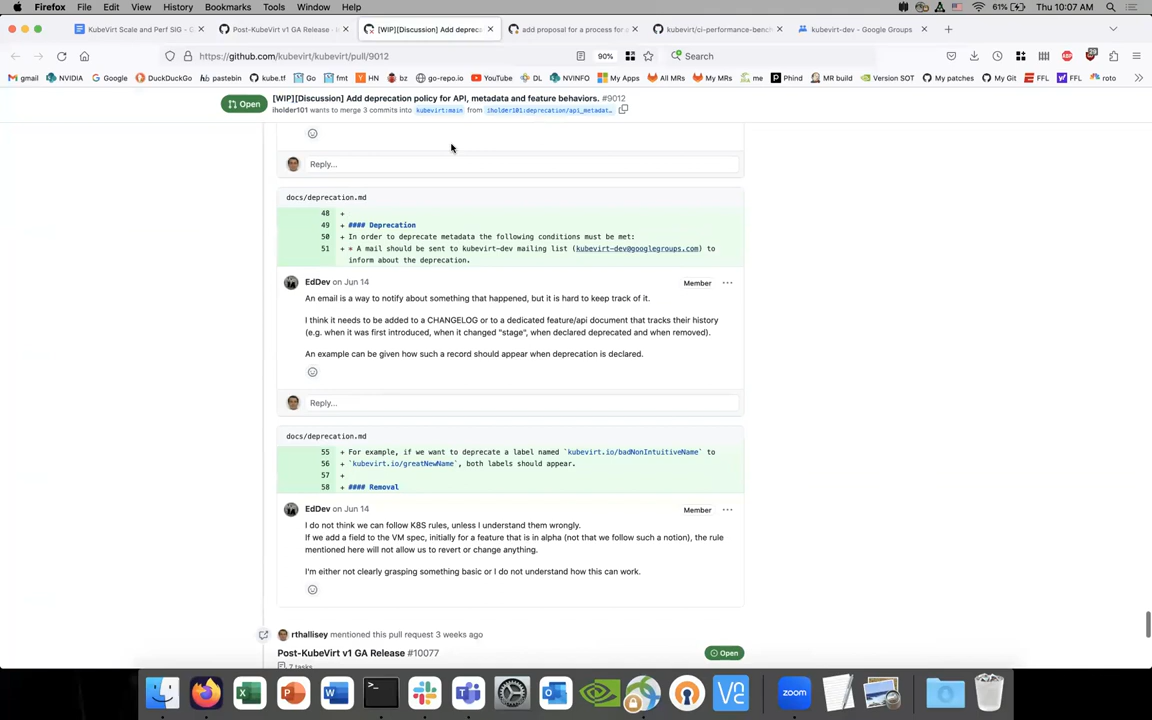 Firefox File Edit View History Bookmarks Tools Window Help 61% Thu 20 10:07 AM
KubeVirt Scale and Perf SIG - D
Post-KubeVirt v1 GA Release ·
[WIP][Discussion] Add depreca
add proposal for a process for a
kubevirt/ci-performance-bench
kubevirt-dev - Google Groups
https://github.com/kubevirt/kubevirt/pull/9012 90% Search
gmail NVIDIA Google DuckDuckGo pastebin kube.tf Go fmt HN bz go-repo.io YouTube DL NVINFO My Apps All MRs My MRs me Phind MR build Version SOT My patches My Git FFL FFL roto
Open [WIP][Discussion] Add deprecation policy for API, metadata and feature behaviors. #9012
iholder101 wants to merge 3 commits into kubevirt:main from iholder101:deprecation/api_metadat…
Reply...
docs/deprecation.md
48 +
49 + #### Deprecation
50 + In order to deprecate metadata the following conditions must be met:
51 + * A mail should be sent to kubevirt-dev mailing list (kubevirt-dev@googlegroups.com) to
inform about the deprecation.
EdDev on Jun 14 Member ...
An email is a way to notify about something that happened, but it is hard to keep track of it.
I think it needs to be added to a CHANGELOG or to a dedicated feature/api document that tracks their history
(e.g. when it was first introduced, when it changed "stage", when declared deprecated and when removed).
An example can be given how such a record should appear when deprecation is declared.
Reply...
docs/deprecation.md
55 + For example, if we want to deprecate a label named `kubevirt.io/badNonIntuitiveName` to
56 + `kubevirt.io/greatNewName`, both labels should appear.
57 +
58 + #### Removal
EdDev on Jun 14 Member ...
I do not think we can follow K8S rules, unless I understand them wrongly.
If we add a field to the VM spec, initially for a feature that is in alpha (not that we follow such a notion), the rule
mentioned here will not allow us to revert or change anything.
I'm either not clearly grasping something basic or I do not understand how this can work.
rthallisey mentioned this pull request 3 weeks ago
Post-KubeVirt v1 GA Release #10077 Open
7 tasks
zoom